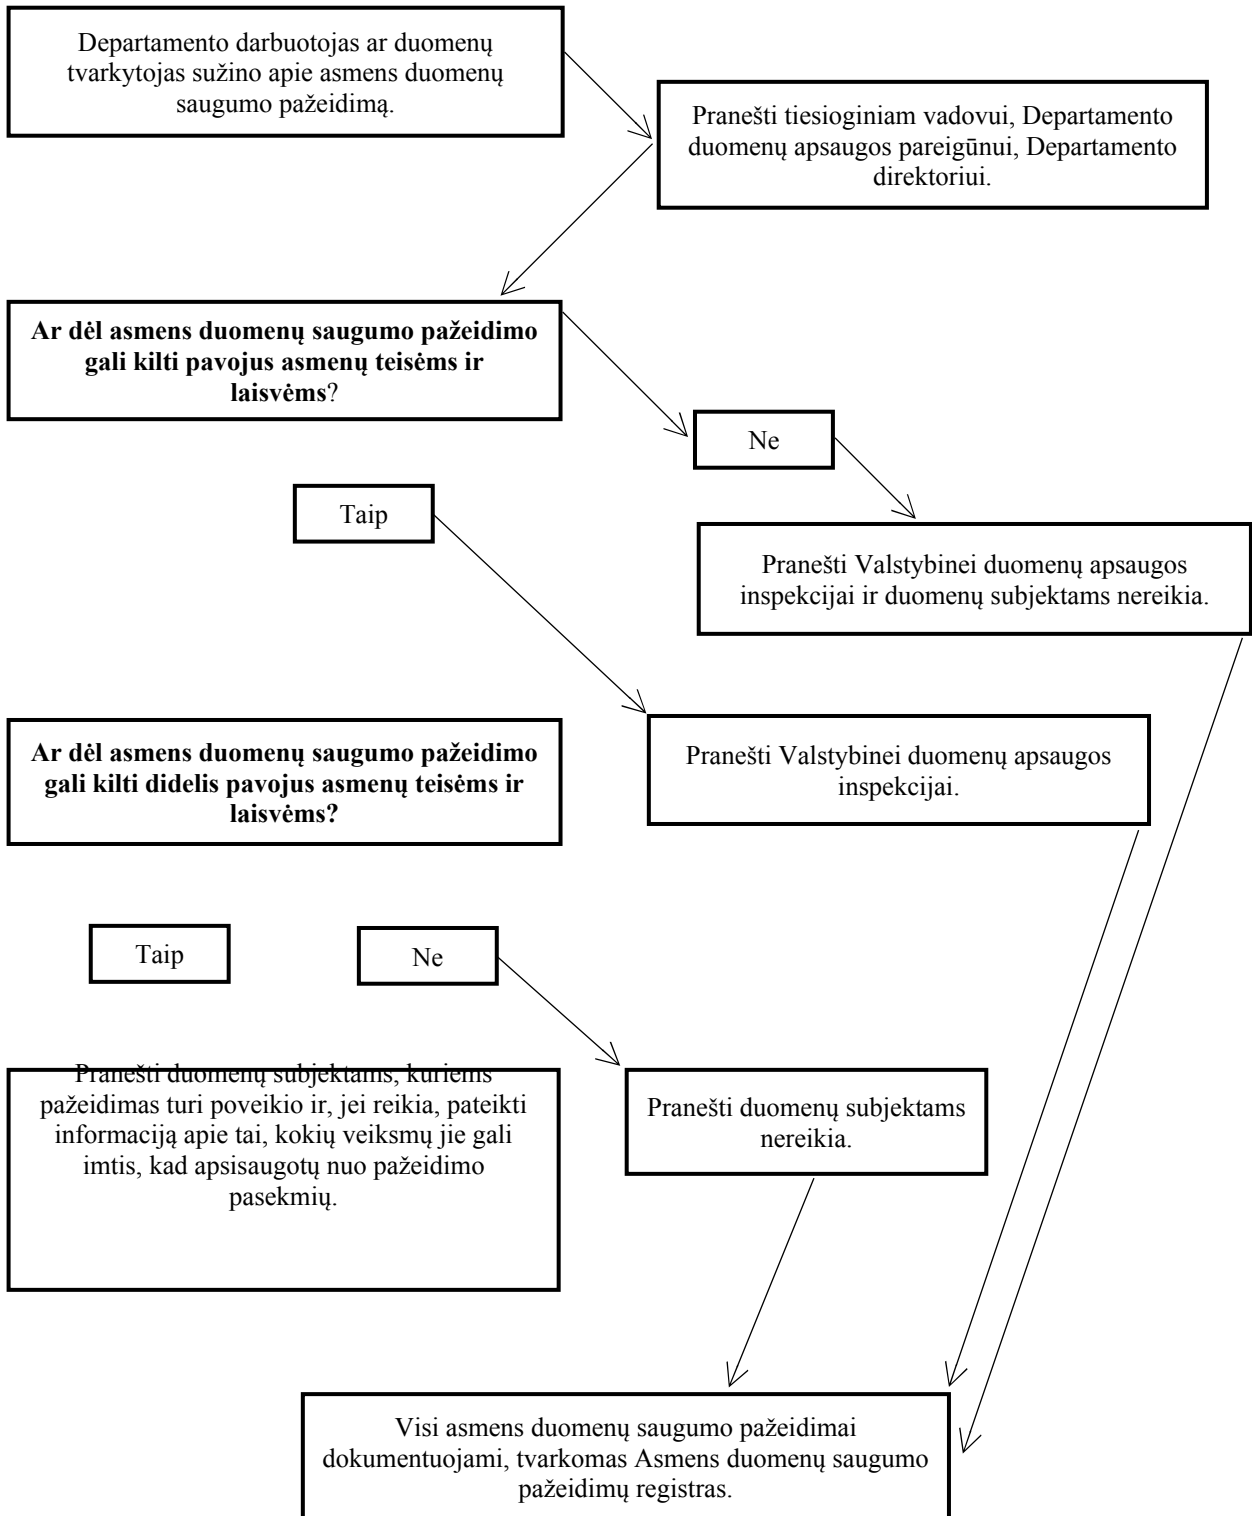 Departamento darbuotojas ar duomenų
tvarkytojas sužino apie asmens duomenų
saugumo pažeidimą.
Pranešti tiesioginiam vadovui, Departamento
duomenų apsaugos pareigūnui, Departamento
direktoriui.
Ar dėl asmens duomenų saugumo pažeidimo
gali kilti pavojus asmenų teisėms ir
laisvėms?
Ne
Taip
Pranešti Valstybinei duomenų apsaugos
inspekcijai ir duomenų subjektams nereikia.
Ar dėl asmens duomenų saugumo pažeidimo
gali kilti didelis pavojus asmenų teisėms ir
laisvėms?
Pranešti Valstybinei duomenų apsaugos
inspekcijai.
Taip
Ne
Pranešti duomenų subjektams, kuriems
pažeidimas turi poveikio ir, jei reikia, pateikti
informaciją apie tai, kokių veiksmų jie gali
imtis, kad apsisaugotų nuo pažeidimo
pasekmių.
Pranešti duomenų subjektams
nereikia.
Visi asmens duomenų saugumo pažeidimai
dokumentuojami, tvarkomas Asmens duomenų saugumo
pažeidimų registras.